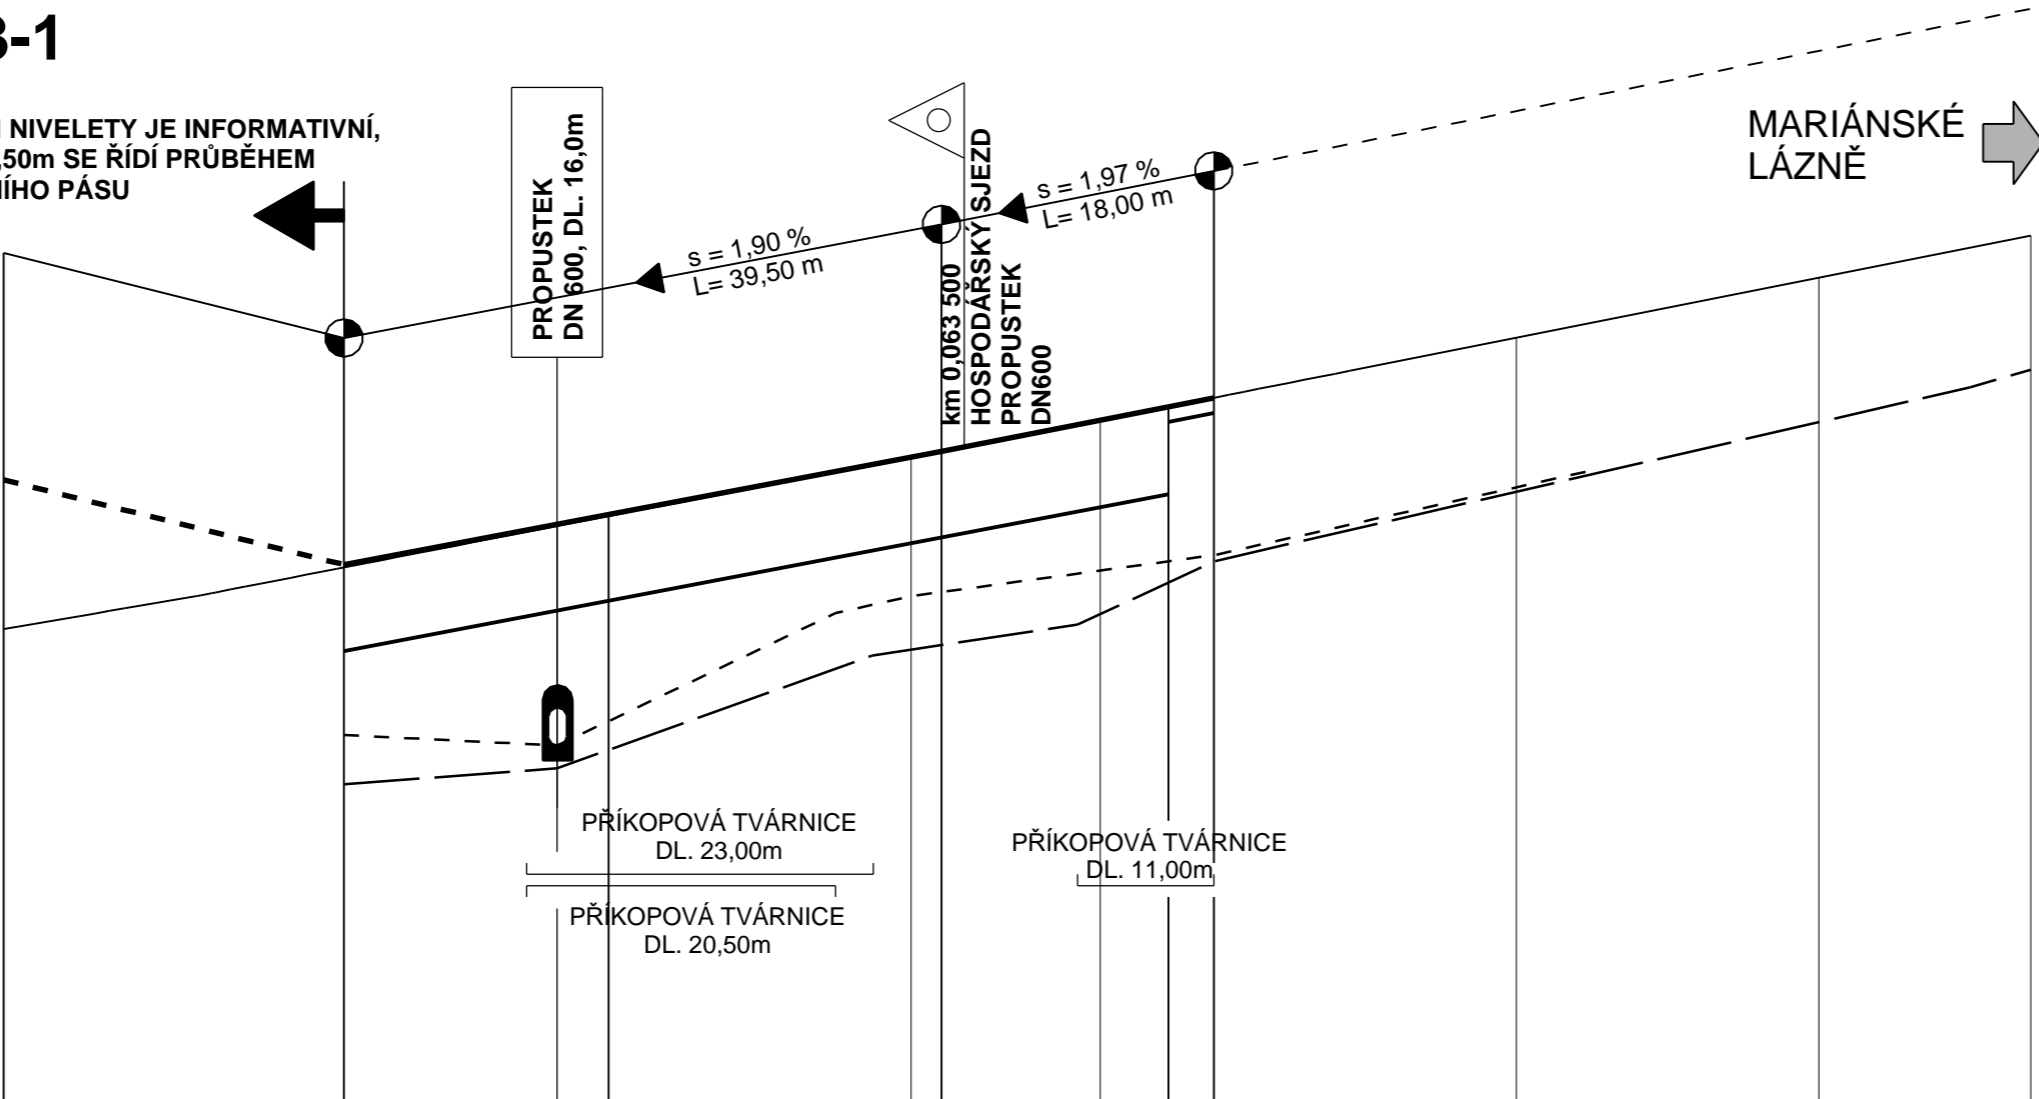 -1
NIVELETY JE INFORMATIVNÍ,
,50m SE ŘÍDÍ PRŮBĚHEM
PÁSU
PROPUSTEK
DN 600, DL. 16,0m
s = 1,90 %
L= 39,50 m
km 0,063 500
HOSPODÁŘSKÝ SJEZD
PROPUSTEK
DN600
s = 1,97 %
L= 18,00 m
MARIÁNSKÉ
LÁZNĚ
PŘÍKOPOVÁ TVÁRNICE
DL. 23,00m
PŘÍKOPOVÁ TVÁRNICE
DL. 20,50m
PŘÍKOPOVÁ TVÁRNICE
DL. 11,00m